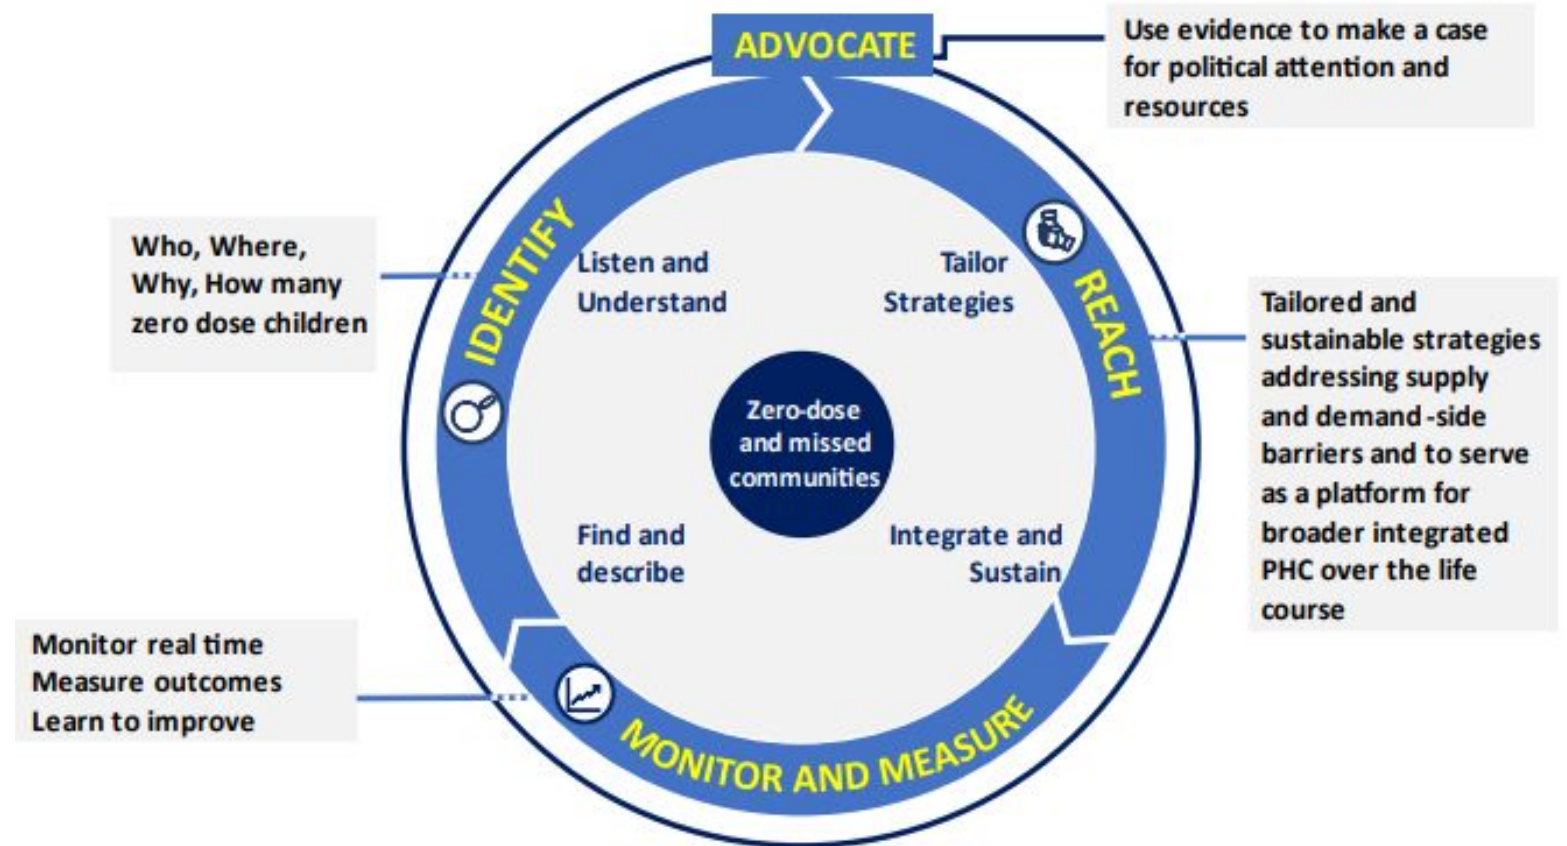 ADVOCATE
Use evidence to make a case
for political attention and
resources
Who, Where,
Why, How many
zero dose children
IDENTIFY
Listen and
Understand
Tailor
Strategies
REACH
Tailored and
sustainable strategies
addressing supply
and demand-side
barriers and to serve
as a platform for
broader integrated
PHC over the life
course
Zero-dose
and missed
communities
Find and
describe
Integrate and
Sustain
Monitor real time
Measure outcomes
Learn to improve
MONITOR AND MEASURE